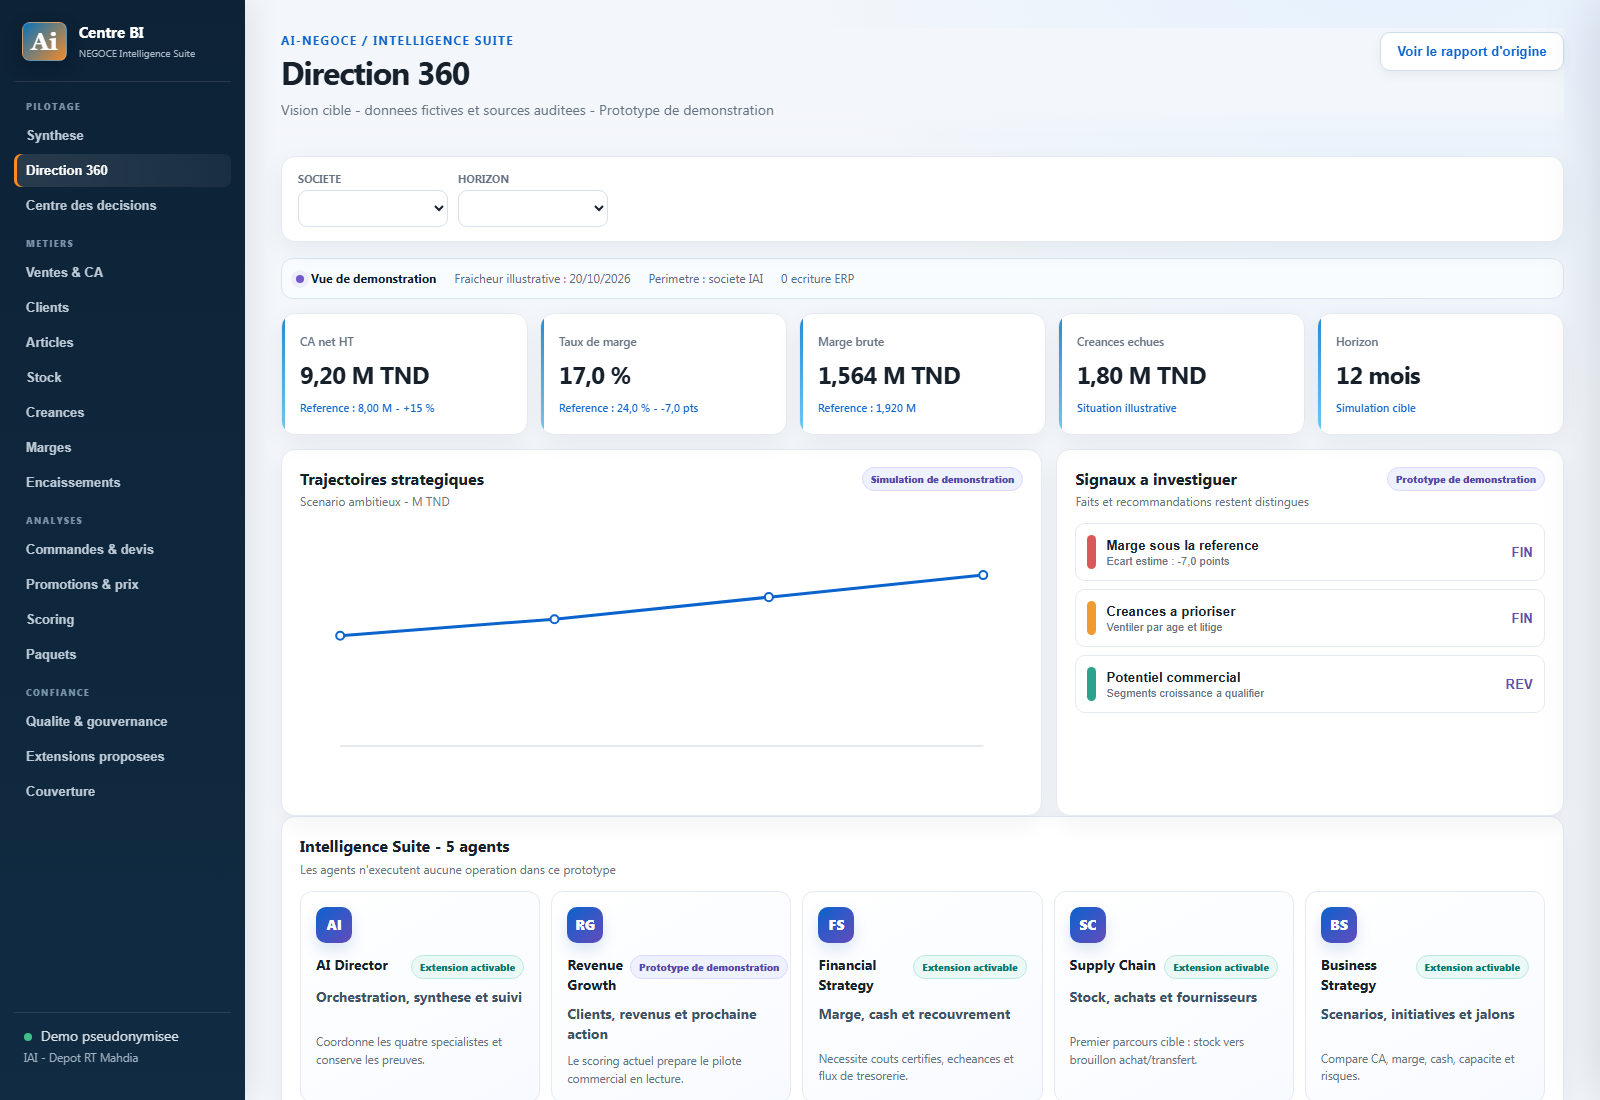 Ai
Centre BI
NEGOCE Intelligence Suite
PILOTAGE
Synthese
Direction 360
Centre des decisions
METIERS
Ventes & CA
Clients
Articles
Stock
Creances
Marges
Encaissements
ANALYSES
Commandes & devis
Promotions & prix
Scoring
Paquets
CONFIANCE
Qualite & gouvernance
Extensions proposees
Couverture
Demo pseudonymisee
IAI - Depot RT Mahdia
AI-NEGOCE / INTELLIGENCE SUITE
Direction 360
Vision cible - donnees fictives et sources auditees - Prototype de demonstration
Voir le rapport d'origine
SOCIETE
HORIZON
Vue de demonstration Fraicheur illustrative : 20/10/2026 Perimetre : societe IAI 0 ecriture ERP
CA net HT
9,20 M TND
Reference : 8,00 M - +15 %
Taux de marge
17,0 %
Reference : 24,0 % - -7,0 pts
Marge brute
1,564 M TND
Reference : 1,920 M
Creances echues
1,80 M TND
Situation illustrative
Horizon
12 mois
Simulation cible
Trajectoires strategiques
Scenario ambitieux - M TND
Simulation de demonstration
Signaux a investiguer
Faits et recommandations restent distingues
Prototype de demonstration
Marge sous la reference
Ecart estime : -7,0 points
FIN
Creances a prioriser
Ventiler par age et litige
FIN
Potentiel commercial
Segments croissance a qualifier
REV
Intelligence Suite - 5 agents
Les agents n'executent aucune operation dans ce prototype
AI
AI Director
Extension activable
Orchestration, synthese et suivi
Coordonne les quatre specialistes et
conserve les preuves.
RG
Revenue
Growth
Prototype de demonstration
Clients, revenus et prochaine
action
Le scoring actuel prepare le pilote
commercial en lecture.
FS
Financial
Strategy
Extension activable
Marge, cash et recouvrement
Necessite couts certifies, echeances et
flux de tresorerie.
SC
Supply Chain
Extension activable
Stock, achats et fournisseurs
Premier parcours cible : stock vers
brouillon achat/transfert.
BS
Business
Strategy
Extension activable
Scenarios, initiatives et jalons
Compare CA, marge, cash, capacite et
risques.